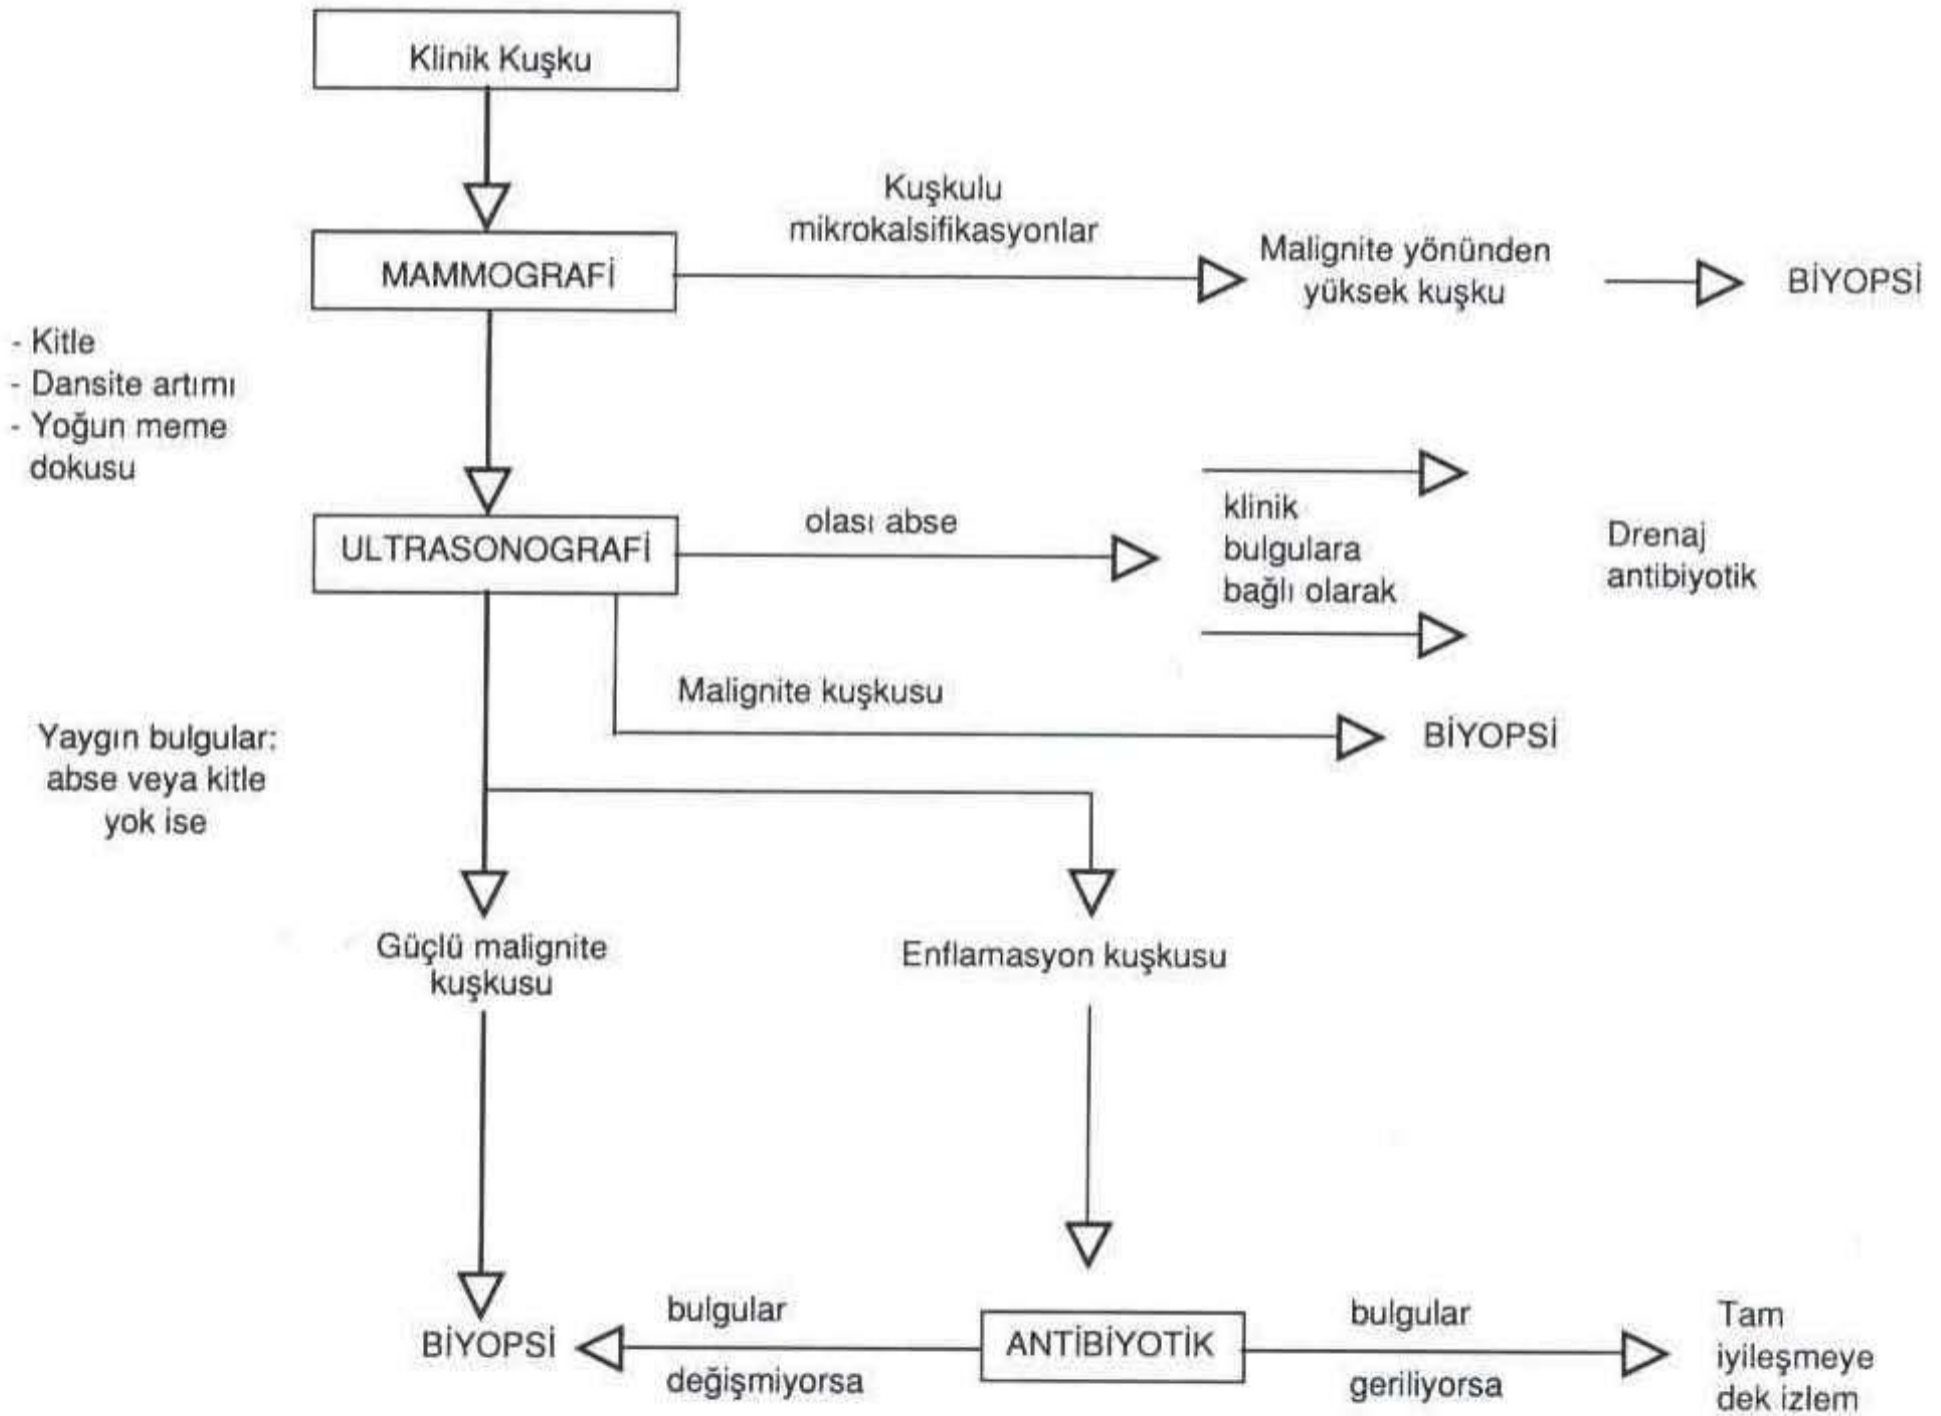 Klinik Kuşku
Kuşkulu
mikrokalsifikasyonlar
MAMMOGRAFİ
Malignite yönünden
yüksek kuşku
BİYOPSİ
- Kitle
- Dansite artımı
- Yoğun meme
dokusu
ULTRASONOGRAFİ
olası abse
klinik
bulgulara
bağlı olarak
Drenaj
antibiyotik
Malignite kuşkusu
BİYOPSİ
Yaygın bulgular:
abse veya kitle
yok ise
Güçlü malignite
kuşkusu
Enflamasyon kuşkusu
BİYOPSİ
bulgular
değişmiyorsa
ANTİBİYOTİK
bulgular
geriliyorsa
Tam
iyileşmeye
dek izlem